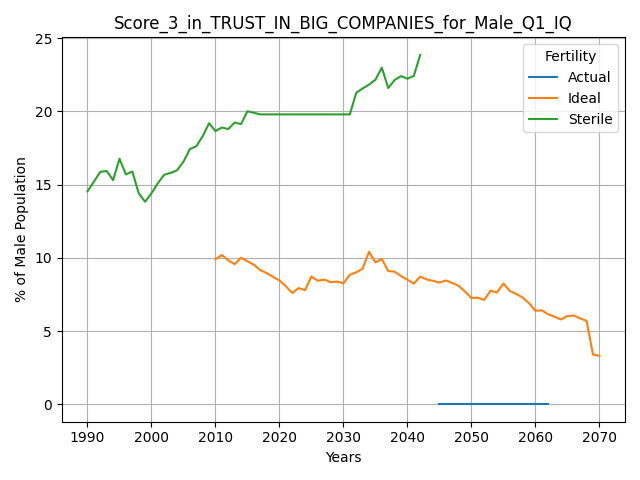 Score_3_in_TRUST_IN_BIG_COMPANIES_for_Male_Q1_IQ
25
20
15
10
5
0
% of Male Population
Fertility
Actual
Ideal
Sterile
1990 2000 2010 2020 2030 2040 2050 2060 2070
Years